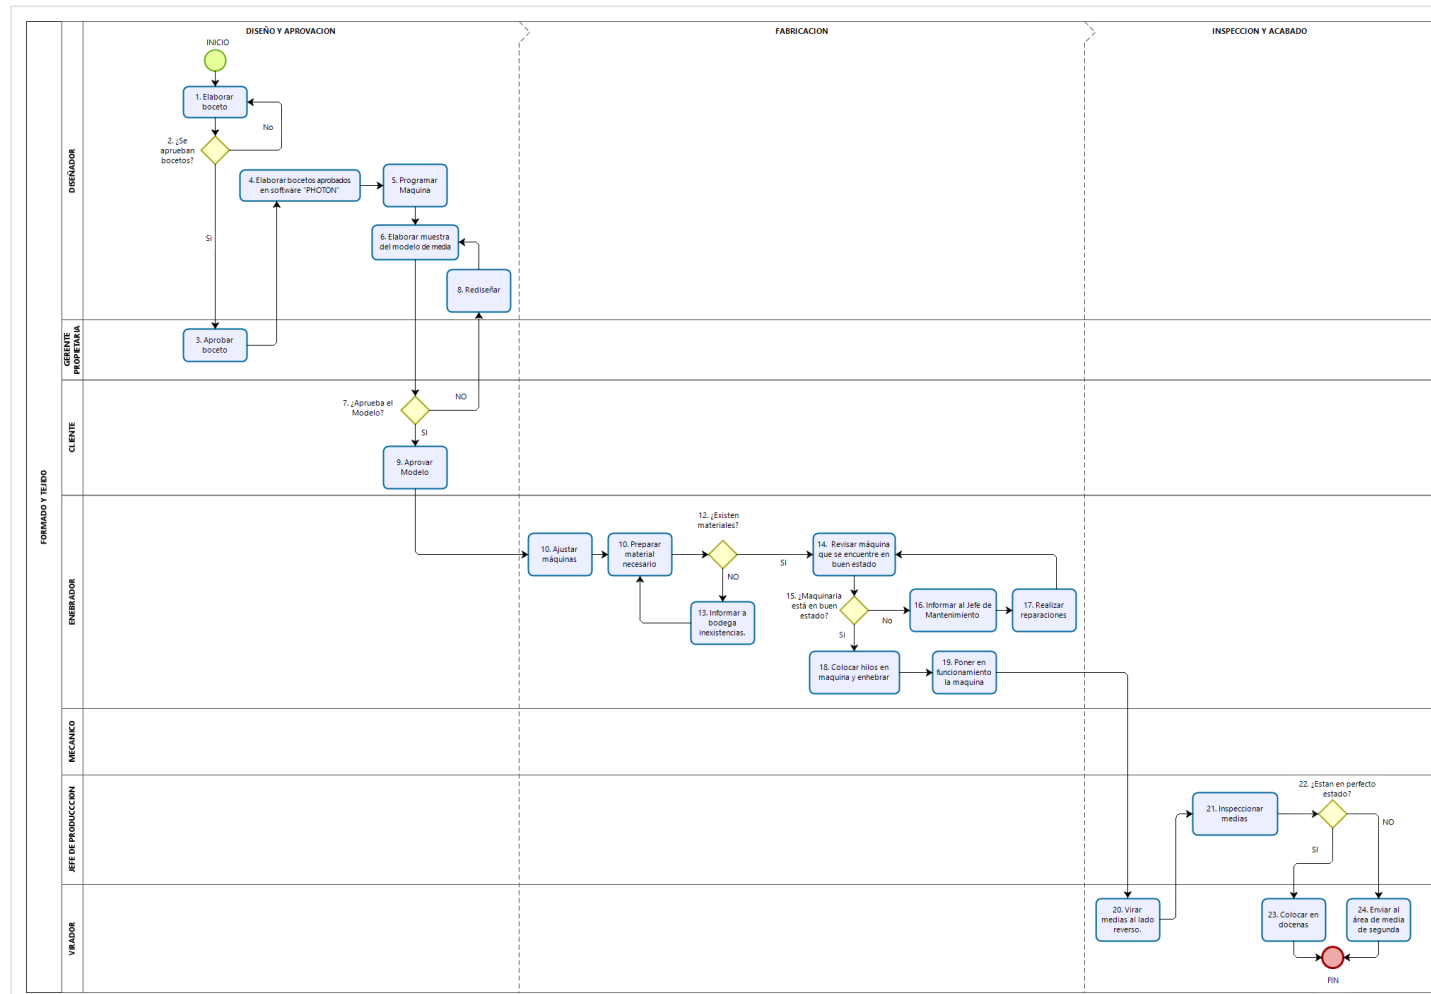 DISEÑO Y APROVACION
FABRICACION
INSPECCION Y ACABADO
FORMADO Y TEJIDO
DISEÑADOR
INICIO
1. Elaborar
boceto
No
2. ¿Se
aprueban
bocetos?
Si
4. Elaborar bocetos aprobados
en software "PHOTON"
5. Programar
Maquina
6. Elaborar muestra
del modelo de media
8. Rediseñar
GERENTE
PROPIETARIA
3. Aprobar
boceto
CLIENTE
7. ¿Aprueba el
Modelo?
NO
SI
9. Aprovar
Modelo
ENEBRADOR
10. Ajustar
máquinas
10. Preparar
material
necesario
12. ¿Existen
materiales?
SI
NO
13. Informar a
bodega
inexistencias.
14. Revisar máquina
que se encuentre en
buen estado
15. ¿Maquinaria
está en buen
estado?
No
Si
16. Informar al Jefe de
Mantenimiento
17. Realizar
reparaciones
18. Colocar hilos en
maquina y enhebrar
19. Poner en
funcionamiento
la maquina
MECANICO
JEFE DE PRODUCCCION
21. Inspeccionar
medias
22. ¿Estan en perfecto
estado?
SI
NO
VIRADOR
20. Virar
medias al lado
reverso.
23. Colocar en
docenas
24. Enviar al
área de media
de segunda
FIN